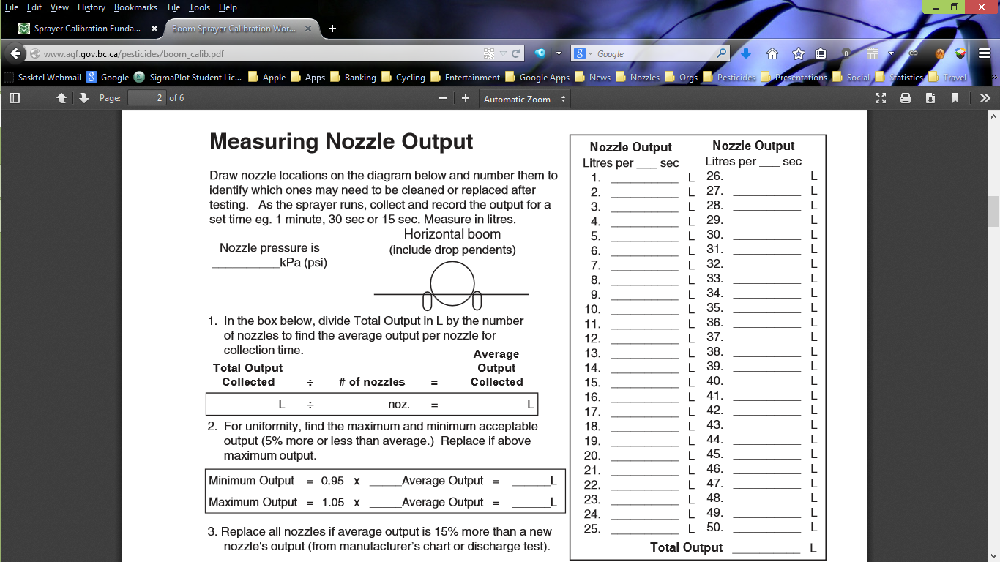 File Edit View History Bookmarks Tile Tools Help
Sprayer Calibration Funda... × Boom Sprayer Calibration Wor... × +
www.agf.gov.bc.ca/pesticides/boom_calib.pdf Google
Sasktel Webmail Google SigmaPlot Student Lic... Apple Apps Banking Cycling Entertainment Google Apps News Nozzles Orgs Pesticides Presentations Social Statistics Travel
Page: 2 of 6 Automatic Zoom
Measuring Nozzle Output
Draw nozzle locations on the diagram below and number them to
identify which ones may need to be cleaned or replaced after
testing. As the sprayer runs, collect and record the output for a
set time eg. 1 minute, 30 sec or 15 sec. Measure in litres.
Horizontal boom
(include drop pendents)
Nozzle pressure is
__________kPa (psi)
1. In the box below, divide Total Output in L by the number
of nozzles to find the average output per nozzle for
collection time.
Total Output Collected ÷ # of nozzles = Average Output Collected
L ÷ noz. = L
2. For uniformity, find the maximum and minimum acceptable
output (5% more or less than average.) Replace if above
maximum output.
Minimum Output = 0.95 x _____Average Output = ______L
Maximum Output = 1.05 x _____Average Output = ______L
3. Replace all nozzles if average output is 15% more than a new
nozzle's output (from manufacturer's chart or discharge test).
Nozzle Output Nozzle Output
Litres per ___ sec Litres per ___ sec
1. __________ L 26. __________ L
2. __________ L 27. __________ L
3. __________ L 28. __________ L
4. __________ L 29. __________ L
5. __________ L 30. __________ L
6. __________ L 31. __________ L
7. __________ L 32. __________ L
8. __________ L 33. __________ L
9. __________ L 34. __________ L
10. __________ L 35. __________ L
11. __________ L 36. __________ L
12. __________ L 37. __________ L
13. __________ L 38. __________ L
14. __________ L 39. __________ L
15. __________ L 40. __________ L
16. __________ L 41. __________ L
17. __________ L 42. __________ L
18. __________ L 43. __________ L
19. __________ L 44. __________ L
20. __________ L 45. __________ L
21. __________ L 46. __________ L
22. __________ L 47. __________ L
23. __________ L 48. __________ L
24. __________ L 49. __________ L
25. __________ L 50. __________ L
Total Output __________ L